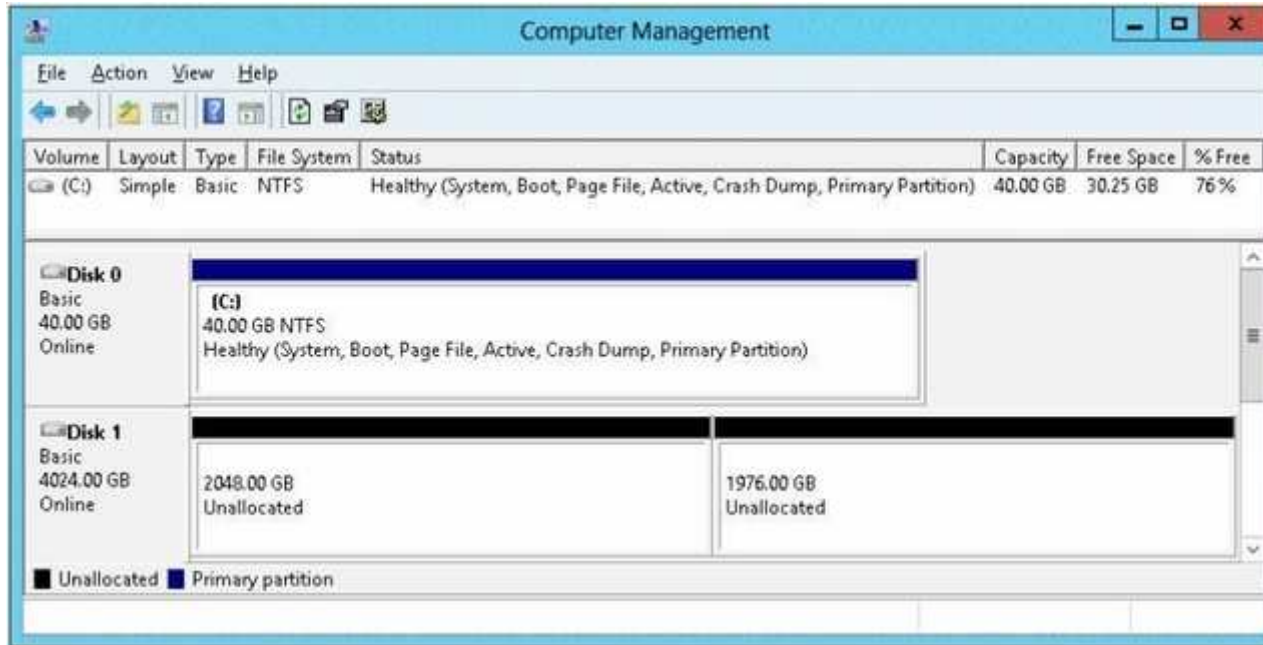 Computer Management
File Action View Help
Volume Layout Type File System Status Capacity Free Space % Free
(C:) Simple Basic NTFS Healthy (System, Boot, Page File, Active, Crash Dump, Primary Partition) 40.00 GB 30.25 GB 76 %
Disk 0
Basic
40.00 GB
Online
(C:)
40.00 GB NTFS
Healthy (System, Boot, Page File, Active, Crash Dump, Primary Partition)
Disk 1
Basic
4024.00 GB
Online
2048.00 GB
Unallocated
1976.00 GB
Unallocated
Unallocated Primary partition